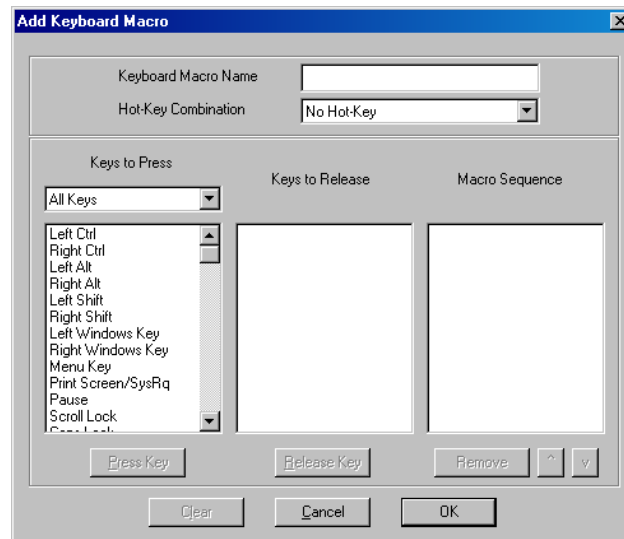 Add Keyboard Macro
Keyboard Macro Name
Hot-Key Combination
No Hot-Key
Keys to Press
Keys to Release
Macro Sequence
All Keys
Left Ctrl
Right Ctrl
Left Alt
Right Alt
Left Shift
Right Shift
Left Windows Key
Right Windows Key
Menu Key
Print Screen/SysRq
Pause
Scroll Lock
Press Key
Release Key
Remove
^
v
Clear
Cancel
OK